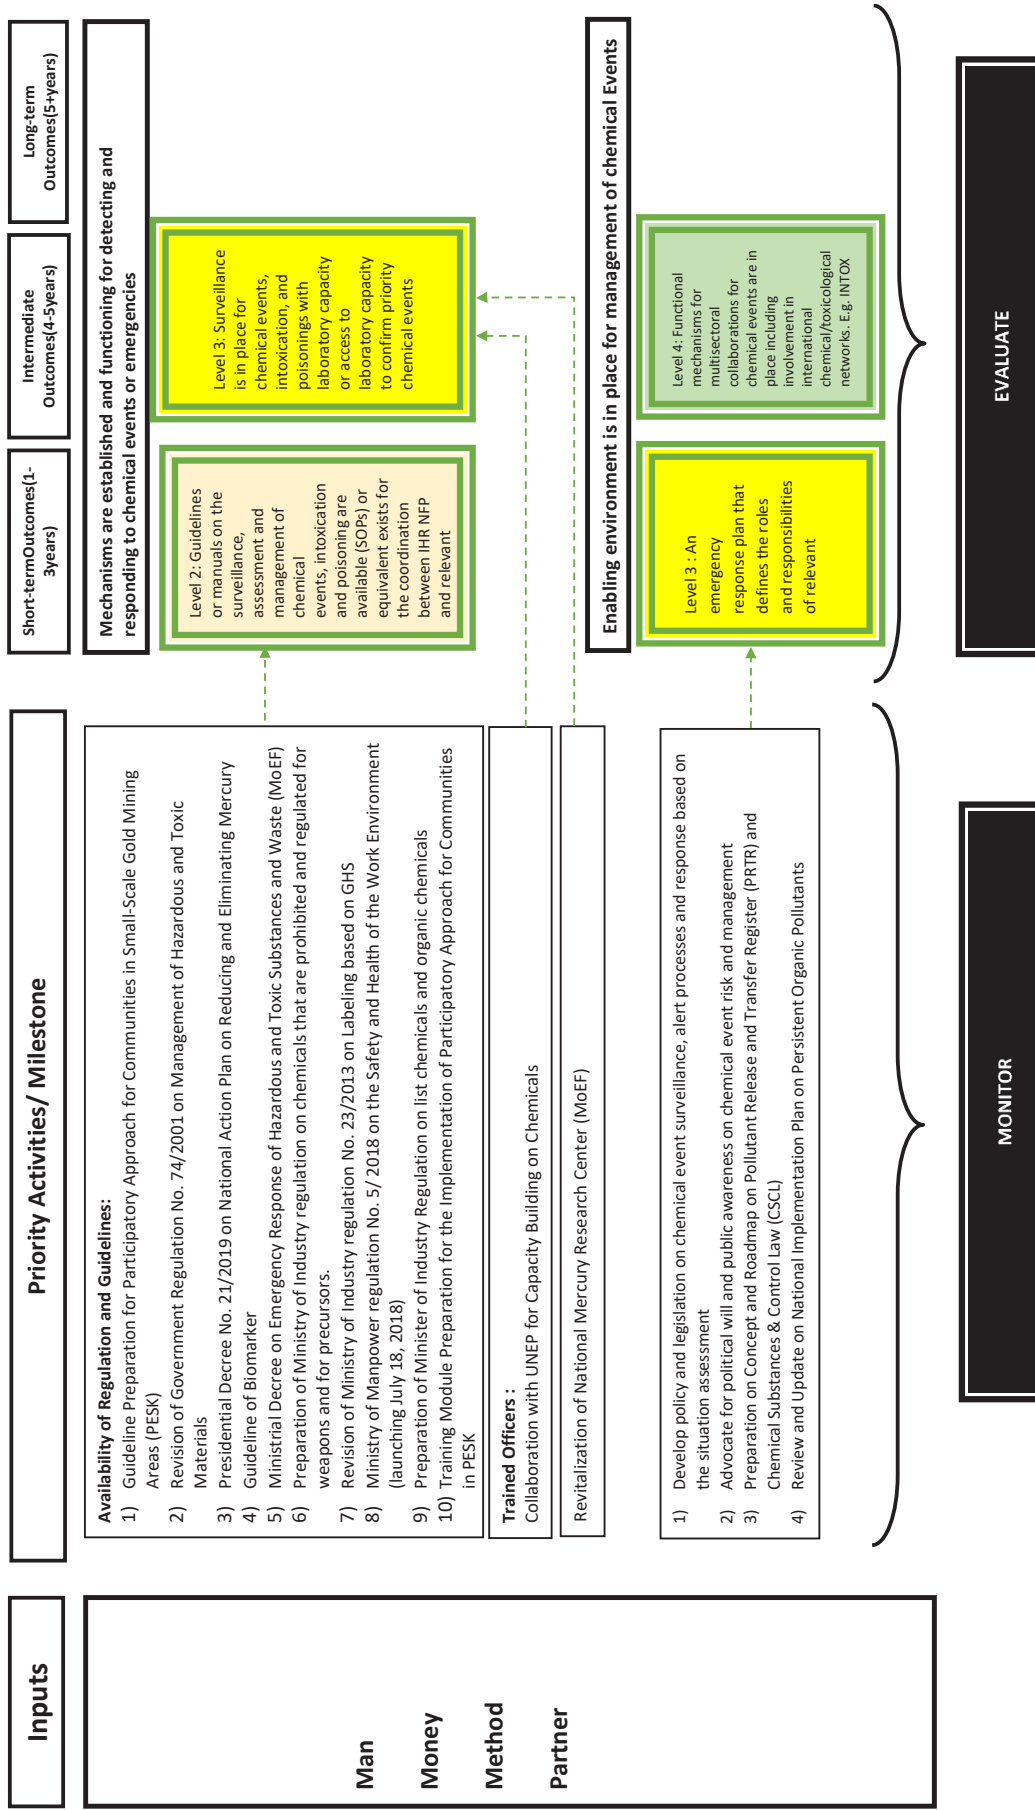 Inputs
Priority Activities/ Milestone
Short-termOutcomes(1-
3years)
Intermediate
Outcomes(4-5years)
Long-term
Outcomes(5+years)
Man
Money
Method
Partner
Availability of Regulation and Guidelines:
1) Guideline Preparation for Participatory Approach for Communities in Small-Scale Gold Mining
Areas (PESK)
2) Revision of Government Regulation No. 74/2001 on Management of Hazardous and Toxic
Materials
3) Presidential Decree No. 21/2019 on National Action Plan on Reducing and Eliminating Mercury
4) Guideline of Biomarker
5) Ministrial Decree on Emergency Response of Hazardous and Toxic Substances and Waste (MoEF)
6) Preparation of Ministry of Industry regulation on chemicals that are prohibited and regulated for
weapons and for precursors.
7) Revision of Ministry of Industry regulation No. 23/2013 on Labeling based on GHS
8) Ministry of Manpower regulation No. 5/ 2018 on the Safety and Health of the Work Environment
(launching July 18, 2018)
9) Preparation of Minister of Industry Regulation on list chemicals and organic chemicals
10) Training Module Preparation for the Implementation of Participatory Approach for Communities
in PESK
Trained Officers :
Collaboration with UNEP for Capacity Building on Chemicals
Revitalization of National Mercury Research Center (MoEF)
1) Develop policy and legislation on chemical event surveillance, alert processes and response based on
the situation assessment
2) Advocate for political will and public awareness on chemical event risk and management
3) Preparation on Concept and Roadmap on Pollutant Release and Transfer Register (PRTR) and
Chemical Substances & Control Law (CSCL)
4) Review and Update on National Implementation Plan on Persistent Organic Pollutants
Mechanisms are established and functioning for detecting and
responding to chemical events or emergencies
Level 2: Guidelines
or manuals on the
surveillance,
assessment and
management of
chemical
events, intoxication
and poisoning are
available (SOPs) or
equivalent exists for
the coordination
between IHR NFP
and relevant
Level 3: Surveillance
is in place for
chemical events,
intoxication, and
poisonings with
laboratory capacity
or access to
laboratory capacity
to confirm priority
chemical events
Enabling environment is in place for management of chemical Events
Level 3 : An
emergency
response plan that
defines the roles
and responsibilities
of relevant
Level 4: Functional
mechanisms for
multisectoral
collaborations for
chemical events are in
place including
involvement in
international
chemical/toxicological
networks. E.g. INTOX
MONITOR
EVALUATE